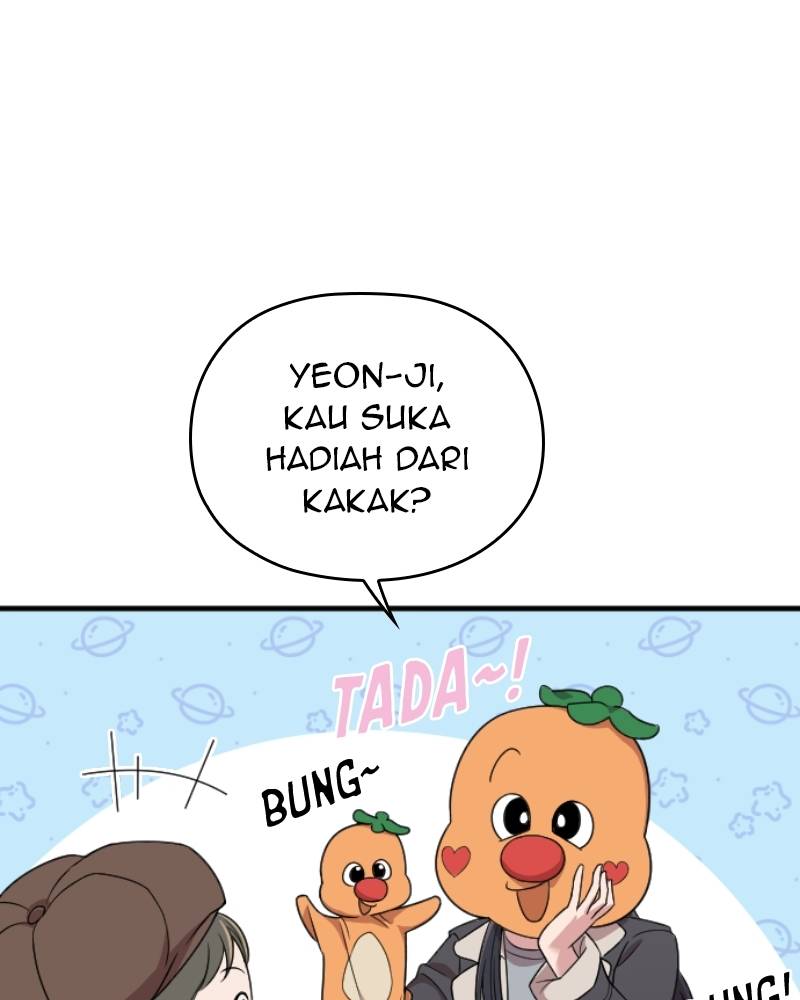 YEON-JI,
KAU SUKA
HADIAH DARI
KAKAK?
TADA~!
BUNG~